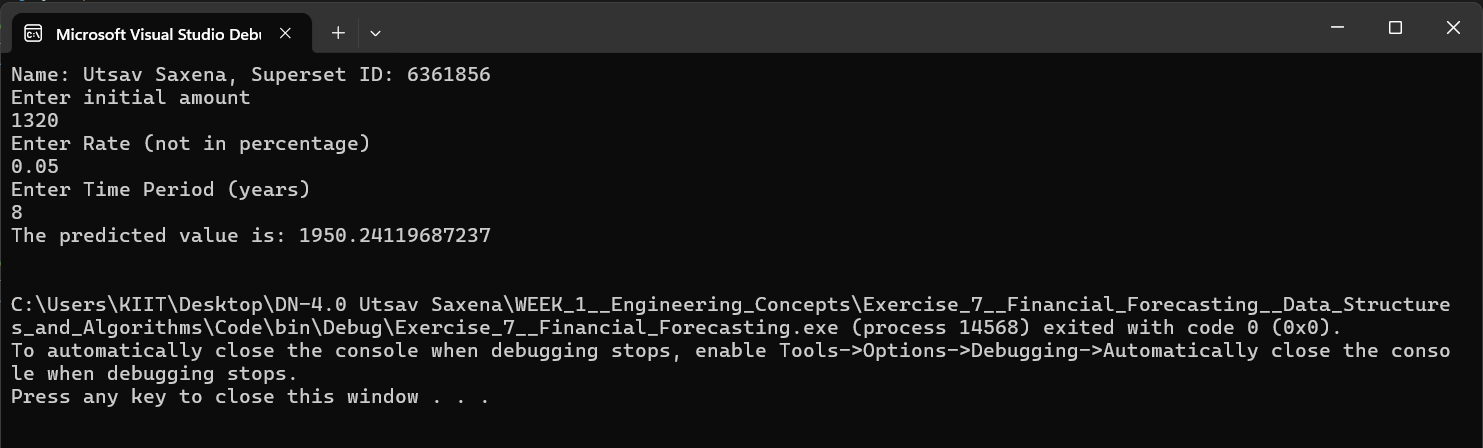 Microsoft Visual Studio Debu
Name: Utsav Saxena, Superset ID: 6361856
Enter initial amount
1320
Enter Rate (not in percentage)
0.05
Enter Time Period (years)
8
The predicted value is: 1950.24119687237
C:\Users\KIIT\Desktop\DN-4.0 Utsav Saxena\WEEK_1__Engineering_Concepts\Exercise_7__Financial_Forecasting__Data_Structure
s_and_Algorithms\Code\bin\Debug\Exercise_7__Financial_Forecasting.exe (process 14568) exited with code 0 (0x0).
To automatically close the console when debugging stops, enable Tools->Options->Debugging->Automatically close the conso
le when debugging stops.
Press any key to close this window . . .